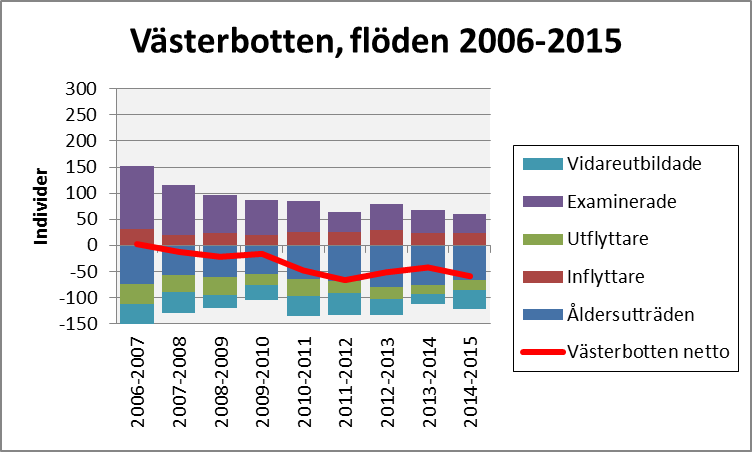 Västerbotten, flöden 2006-2015
Individer
300
250
200
150
100
50
0
-50
-100
-150
2006-2007
2007-2008
2008-2009
2009-2010
2010-2011
2011-2012
2012-2013
2013-2014
2014-2015
Vidareutbildade
Examinerade
Utflyttare
Inflyttare
Åldersutträden
Västerbotten netto